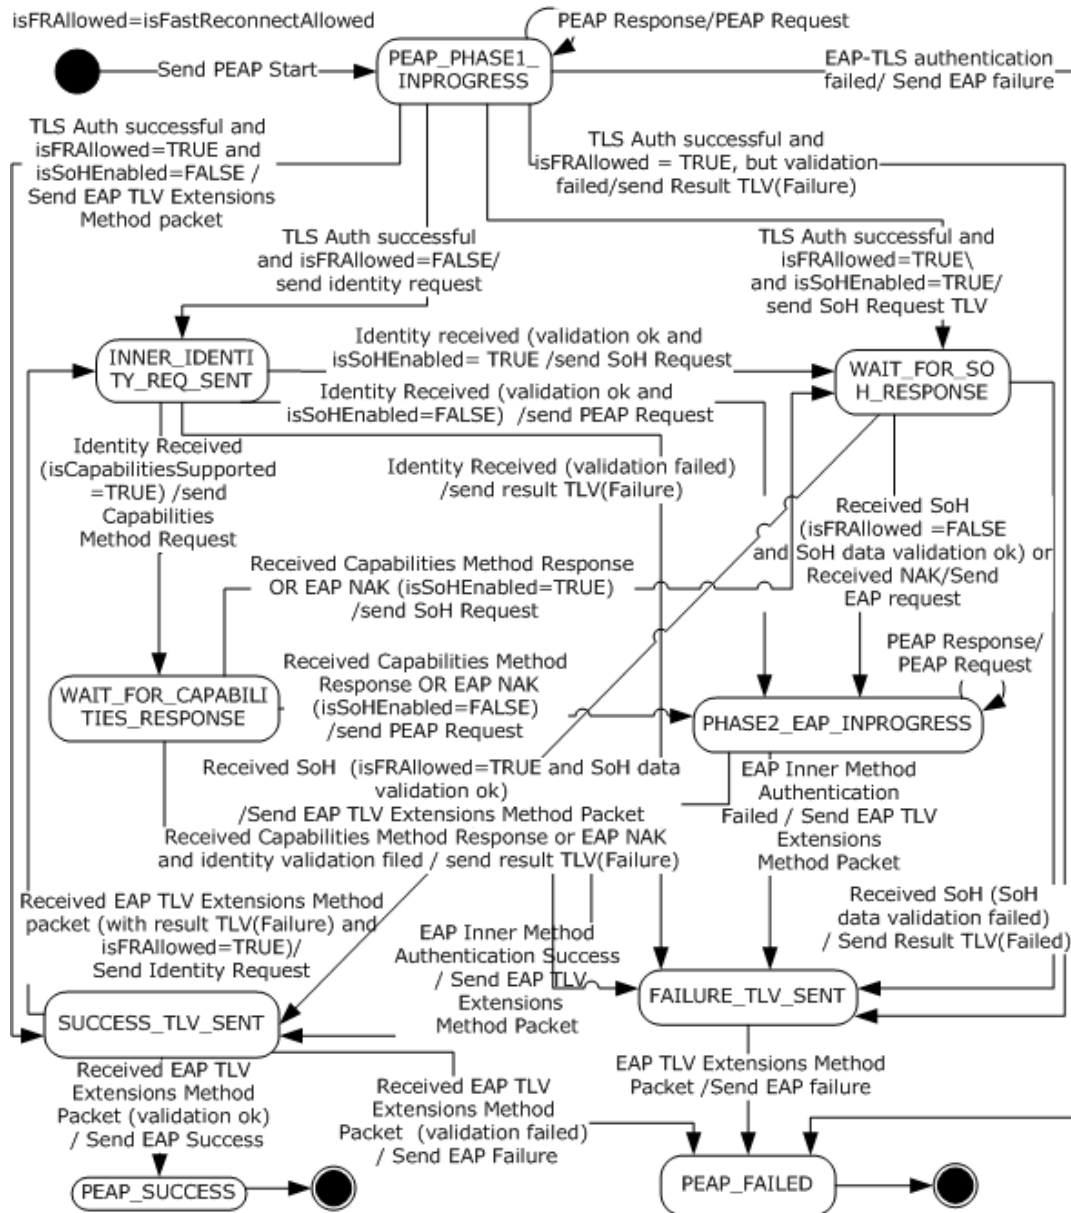 isFRAllowed=isFastReconnectAllowed
PEAP Response/PEAP Request
Send PEAP Start
PEAP_PHASE1_
INPROGRESS
EAP-TLS authentication
failed/ Send EAP failure
TLS Auth successful and
isFRAllowed=TRUE and
isSoHEnabled=FALSE /
Send EAP TLV Extensions
Method packet
TLS Auth successful and
isFRAllowed = TRUE, but validation
failed/send Result TLV(Failure)
TLS Auth successful
and isFRAllowed=FALSE/
send identity request
TLS Auth successful and
isFRAllowed=TRUE\
and isSoHEnabled=TRUE/
send SoH Request TLV
INNER_IDENTI
TY_REQ_SENT
Identity received (validation ok and
isSoHEnabled= TRUE /send SoH Request
WAIT_FOR_SO
H_RESPONSE
Identity Received (validation ok and
isSoHEnabled=FALSE)  /send PEAP Request
Identity Received
(isCapabilitiesSupported
=TRUE) /send
Capabilities
Method Request
Identity Received (validation failed)
/send result TLV(Failure)
Received SoH
(isFRAllowed =FALSE
and SoH data validation ok) or
Received NAK/Send
EAP request
Received Capabilities Method Response
OR EAP NAK (isSoHEnabled=TRUE)
/send SoH Request
PEAP Response/
PEAP Request
WAIT_FOR_CAPABILI
TIES_RESPONSE
Received Capabilities Method
Response OR EAP NAK
(isSoHEnabled=FALSE)
/send PEAP Request
PHASE2_EAP_INPROGRESS
Received SoH  (isFRAllowed=TRUE and SoH data
validation ok)
/Send EAP TLV Extensions Method Packet
EAP Inner Method
Authentication
Failed / Send EAP TLV
Extensions
Method Packet
Received Capabilities Method Response or EAP NAK
and identity validation filed / send result TLV(Failure)
Received EAP TLV Extensions Method
packet (with result TLV(Failure) and
isFRAllowed=TRUE)/
Send Identity Request
EAP Inner Method
Authentication Success
/ Send EAP TLV
Extensions
Method Packet
Received SoH (SoH
data validation failed)
/ Send Result TLV(Failed)
SUCCESS_TLV_SENT
FAILURE_TLV_SENT
Received EAP TLV
Extensions Method
Packet (validation ok)
/ Send EAP Success
Received EAP TLV
Extensions Method
Packet  (validation failed)
/ Send EAP Failure
EAP TLV Extensions Method
Packet /Send EAP failure
PEAP_SUCCESS
PEAP_FAILED